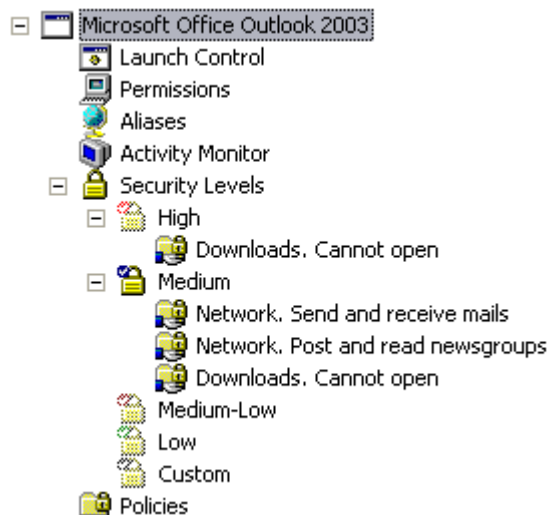 Microsoft Office Outlook 2003
Launch Control
Permissions
Aliases
Activity Monitor
Security Levels
High
Downloads. Cannot open
Medium
Network. Send and receive mails
Network. Post and read newsgroups
Downloads. Cannot open
Medium-Low
Low
Custom
Policies